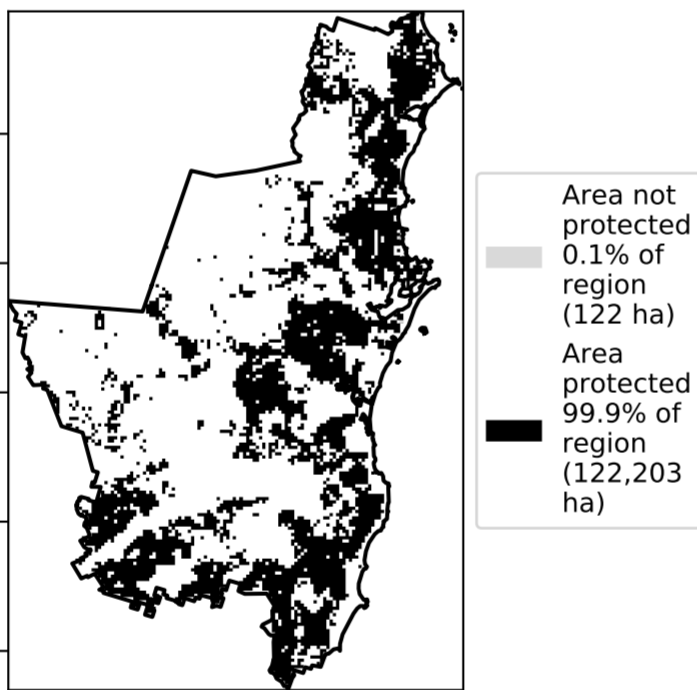 Area not
protected
0.1% of
region
(122 ha)
Area
protected
99.9% of
region
(122,203
ha)